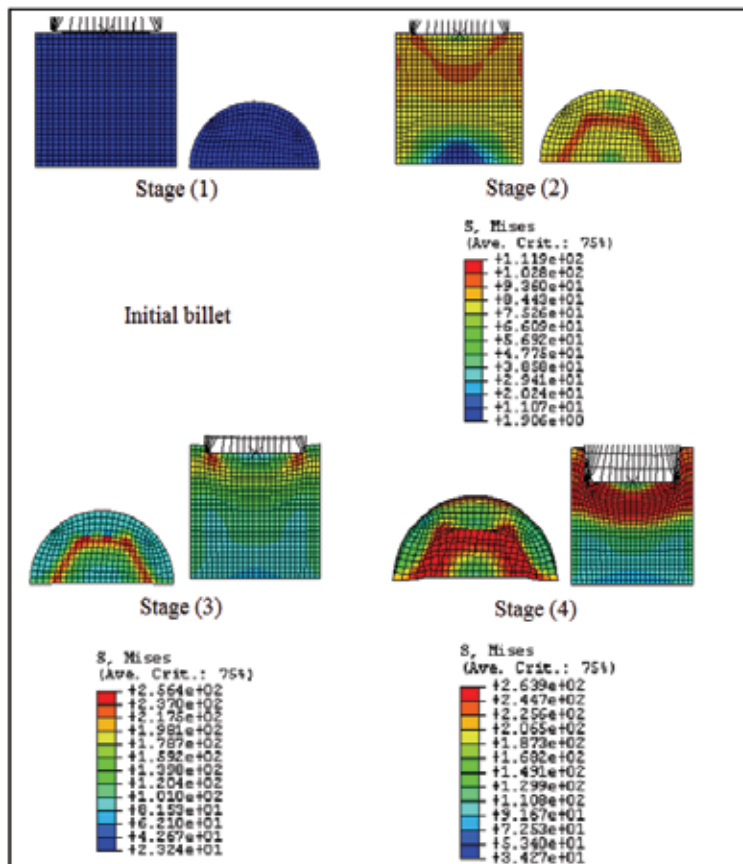 Stage (1)
Stage (2)
S, Mises
(Ave. Crit.: 75%)
+1.119e+02
+1.028e+02
+9.360e+01
+8.443e+01
+7.526e+01
+6.609e+01
+5.692e+01
+4.775e+01
+3.858e+01
+2.941e+01
+2.024e+01
+1.107e+01
+1.906e+00
Initial billet
Stage (3)
Stage (4)
S, Mises
(Ave. Crit.: 75%)
+2.564e+02
+2.370e+02
+2.175e+02
+1.981e+02
+1.787e+02
+1.592e+02
+1.398e+02
+1.204e+02
+1.010e+02
+8.153e+01
+6.210e+01
+4.267e+01
+2.324e+01
S, Mises
(Ave. Crit.: 75%)
+2.639e+02
+2.447e+02
+2.256e+02
+2.065e+02
+1.873e+02
+1.682e+02
+1.491e+02
+1.299e+02
+1.108e+02
+9.167e+01
+7.253e+01
+5.340e+01
+3.427e+01